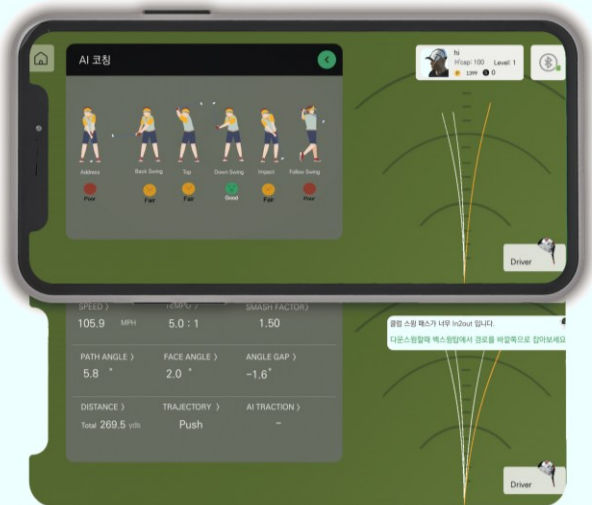 AI 코칭
hi
H'cap: 100 Level: 1
0
Address
Back Swing
Top
Down Swing
Impact
Follow Swing
Poor
Fair
Fair
Good
Fair
Poor
Driver
SPEED 〉
TEMPO 〉
SMASH FACTOR〉
105.9 MPH
5.0 : 1
1.50
PATH ANGLE 〉
FACE ANGLE 〉
ANGLE GAP 〉
5.8 °
2.0 °
-1.6°
DISTANCE 〉
TRAJECTORY 〉
AI TRACTION 〉
Total 269.5 yds
Push
-
클럽 스윙 패스가 너무 In2out 입니다.
다운스윙할때 백스윙탑에서 경로를 바깥쪽으로 잡아보세요
Driver